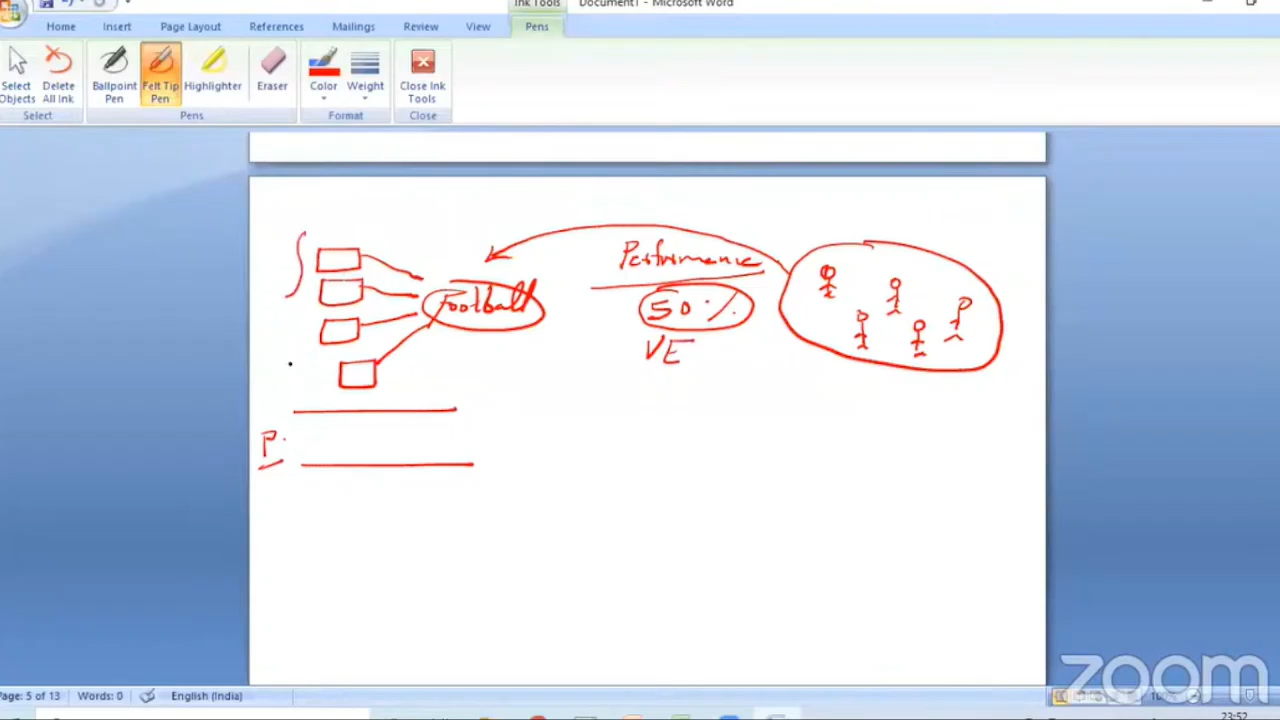 Ink Tools Document1 - Microsoft Word
Home Insert Page Layout References Mailings Review View Pens
Select Objects
Delete All Ink
Ballpoint Pen
Felt Tip Pen
Highlighter
Eraser
Color
Weight
Close Ink Tools
Select Pens Format Close
Performance
Football
50%
VE
P.
zoom
Page: 5 of 13 Words: 0 English (India)
23:52